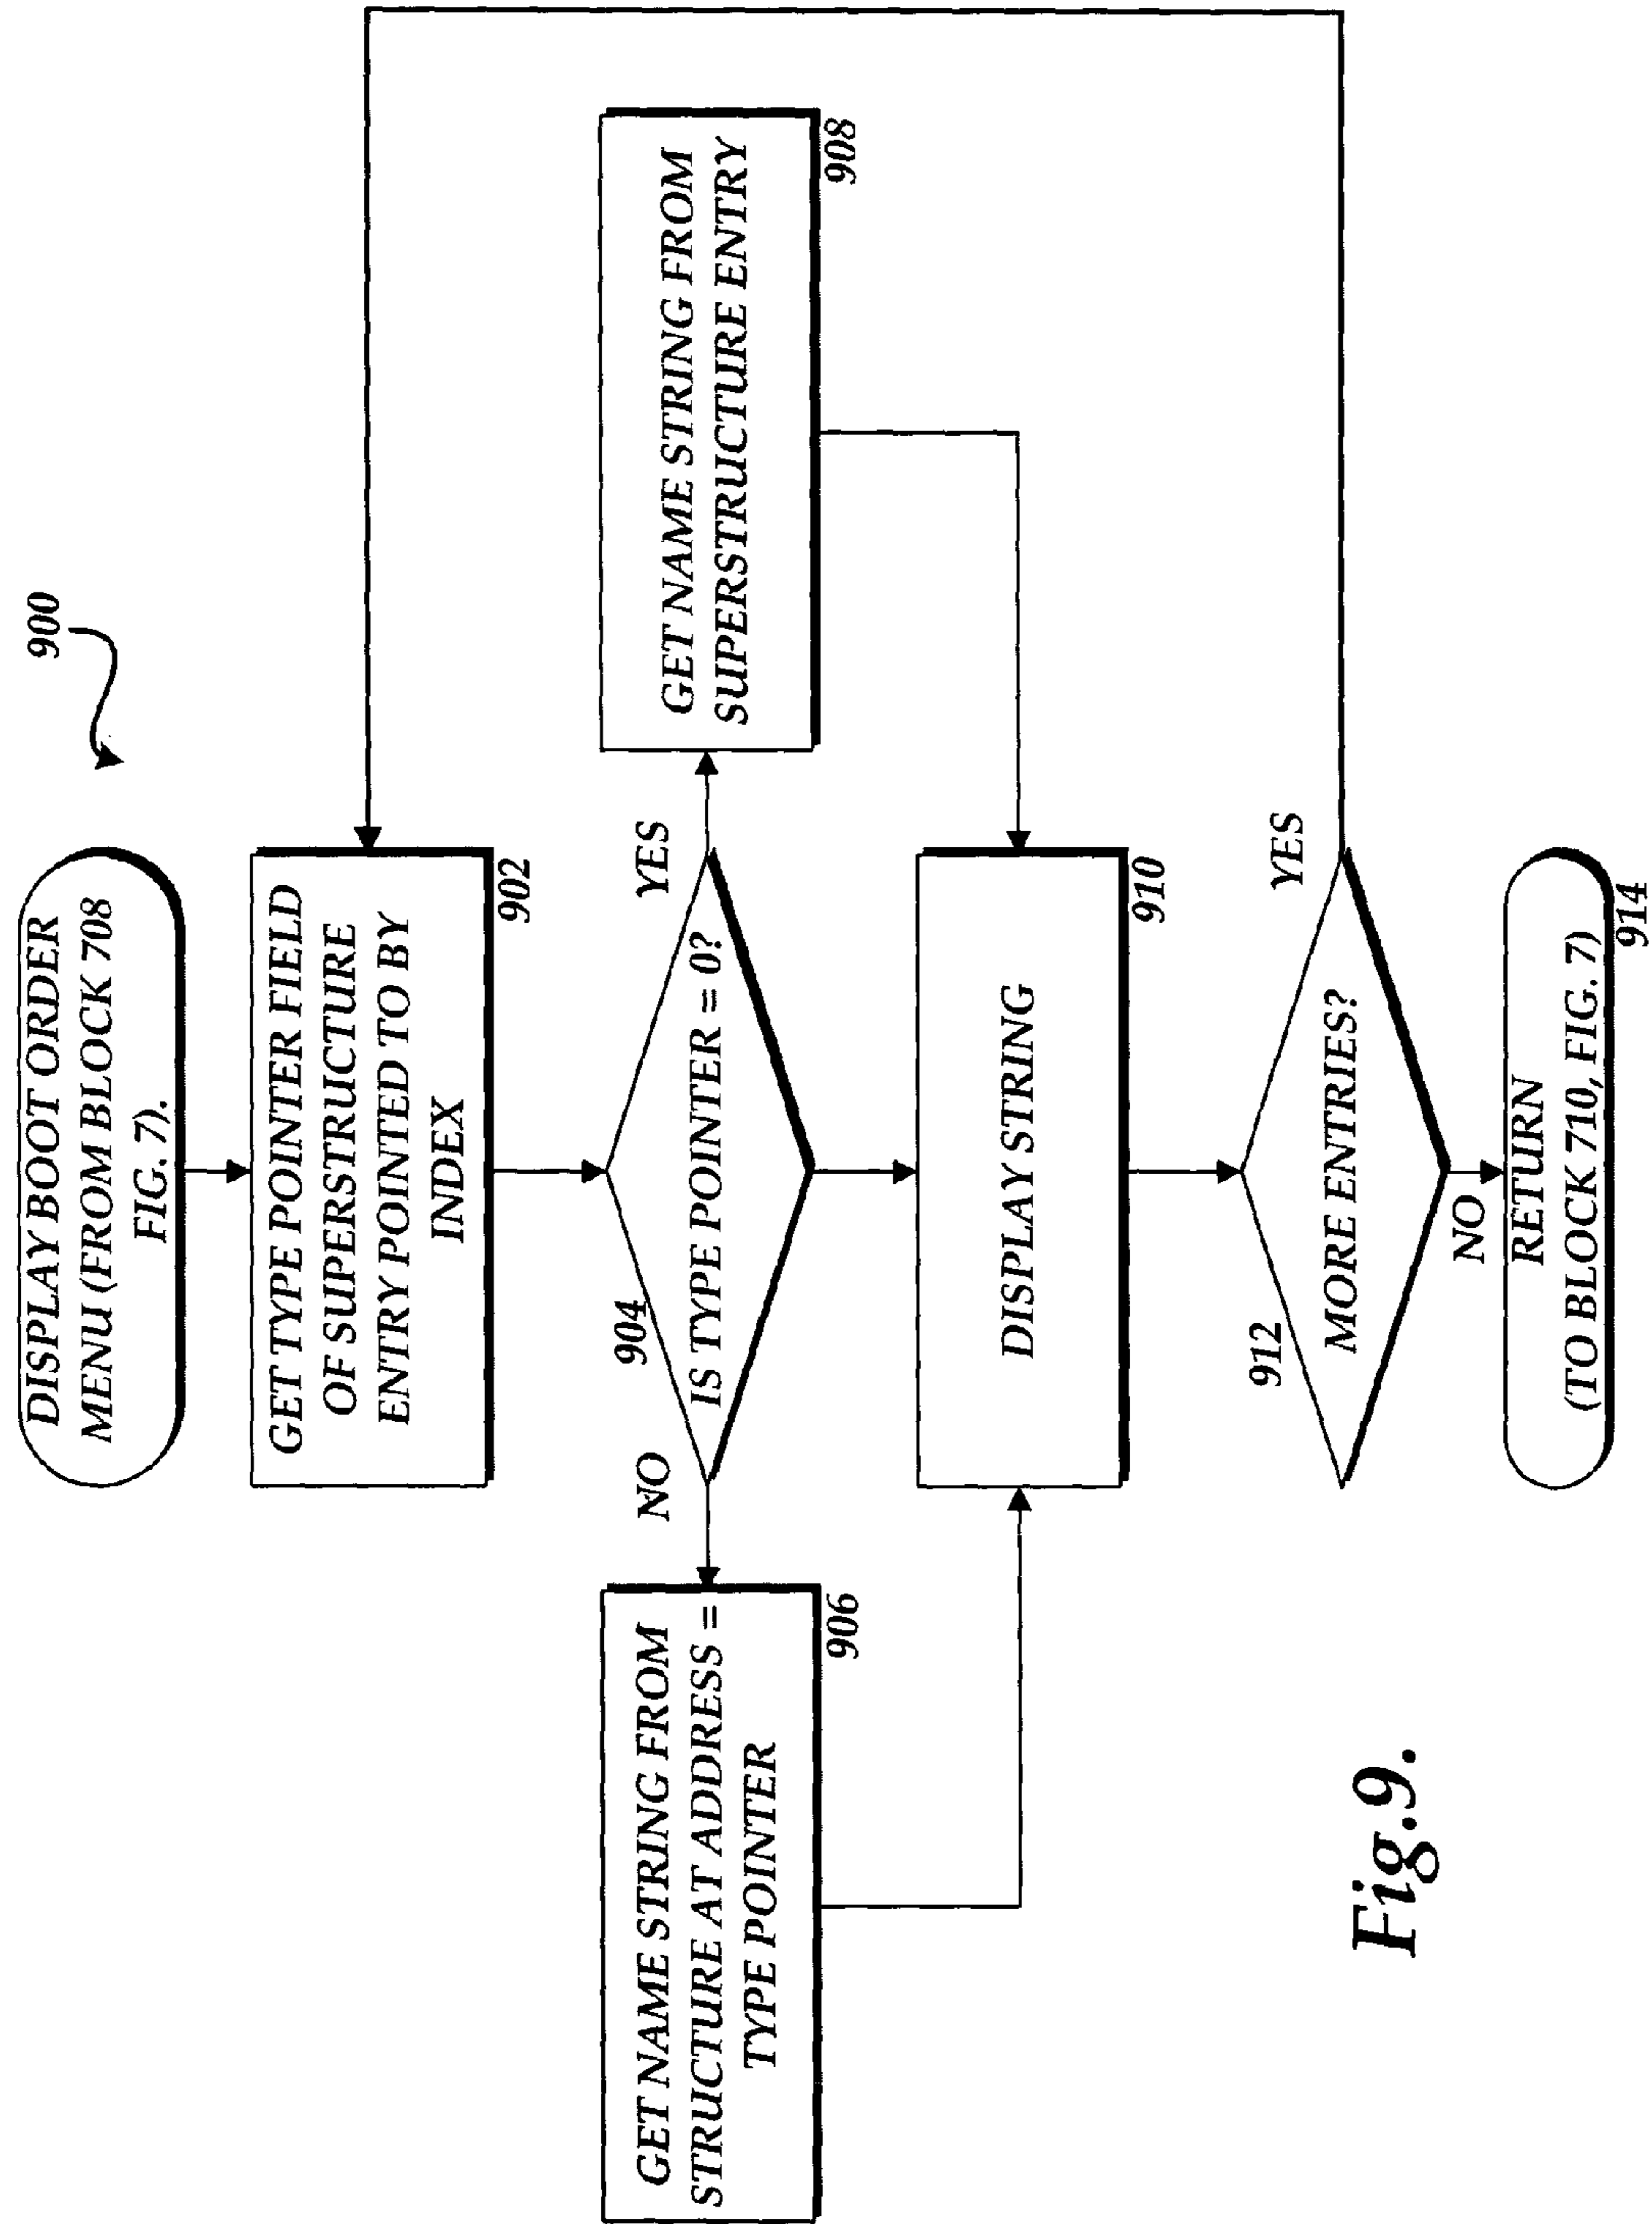 900
DISPLAY BOOT ORDER
MENU (FROM BLOCK 708
FIG. 7).
GET TYPE POINTER FIELD
OF SUPERSTRUCTURE
ENTRY POINTED TO BY
INDEX
902
904
IS TYPE POINTER = 0?
NO
YES
GET NAME STRING FROM
STRUCTURE AT ADDRESS =
TYPE POINTER
906
GET NAME STRING FROM
SUPERSTRUCTURE ENTRY
908
DISPLAY STRING
910
912
MORE ENTRIES?
YES
NO
RETURN
(TO BLOCK 710, FIG. 7)
914
Fig.9.